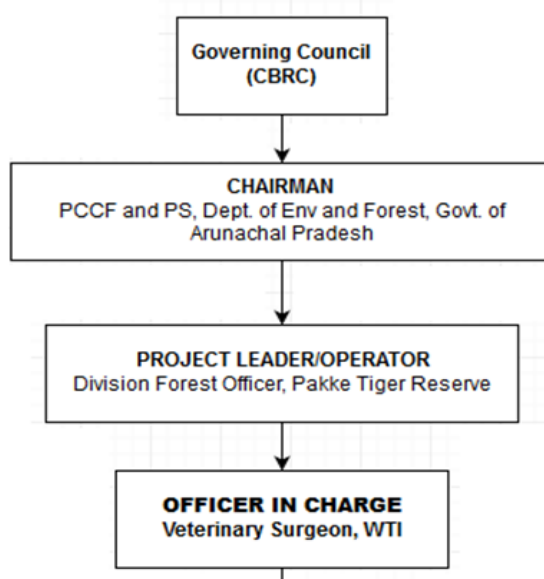 Governing Council
(CBRC)
CHAIRMAN
PCCF and PS, Dept. of Env and Forest, Govt. of
Arunachal Pradesh
PROJECT LEADER/OPERATOR
Division Forest Officer, Pakke Tiger Reserve
OFFICER IN CHARGE
Veterinary Surgeon, WTI